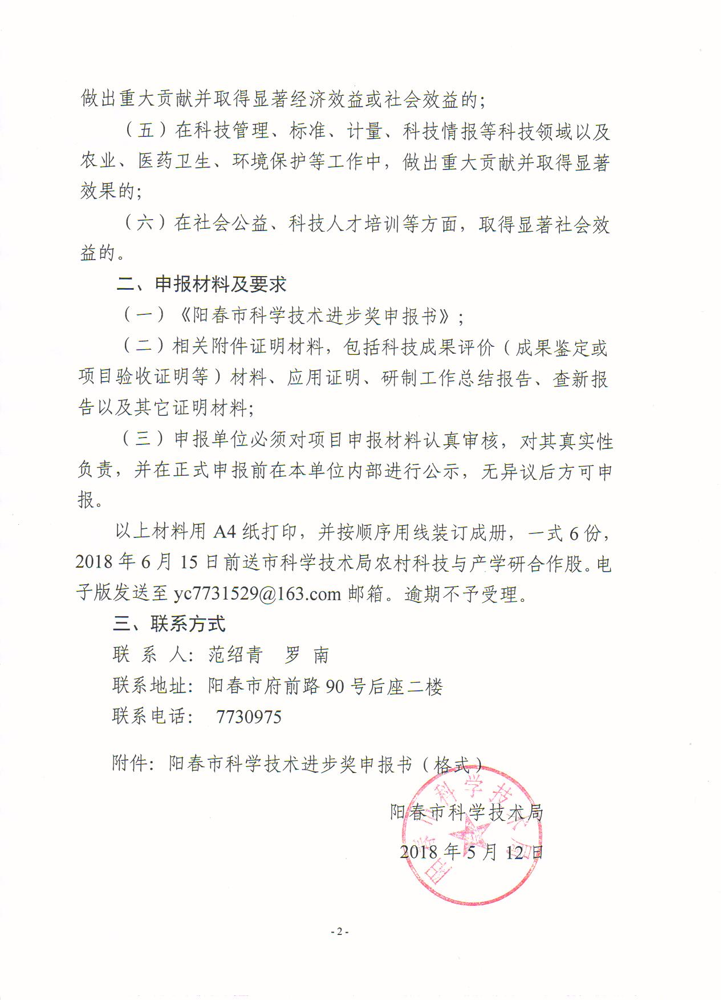 做出重大贡献并取得显著经济效益或社会效益的；
（五）在科技管理、标准、计量、科技情报等科技领域以及
农业、医药卫生、环境保护等工作中，做出重大贡献并取得显著
效果的；
（六）在社会公益、科技人才培训等方面，取得显著社会效
益的。
二、申报材料及要求
（一）《阳春市科学技术进步奖申报书》；
（二）相关附件证明材料，包括科技成果评价（成果鉴定或
项目验收证明等）材料、应用证明、研制工作总结报告、查新报
告以及其它证明材料；
（三）申报单位必须对项目申报材料认真审核，对其真实性
负责，并在正式申报前在本单位内部进行公示，无异议后方可申
报。
以上材料用 A4 纸打印，并按顺序用线装订成册，一式 6 份，
2018 年 6 月 15 日前送市科学技术局农村科技与产学研合作股。电
子版发送至 yc7731529@163.com 邮箱。逾期不予受理。
三、联系方式
联 系 人： 范绍青 罗 南
联系地址： 阳春市府前路 90 号后座二楼
联系电话： 7730975
附件： 阳春市科学技术进步奖申报书（格式）
阳春市科学技术局
2018 年 5 月 12 日
阳春市科学技术局
- 2 -